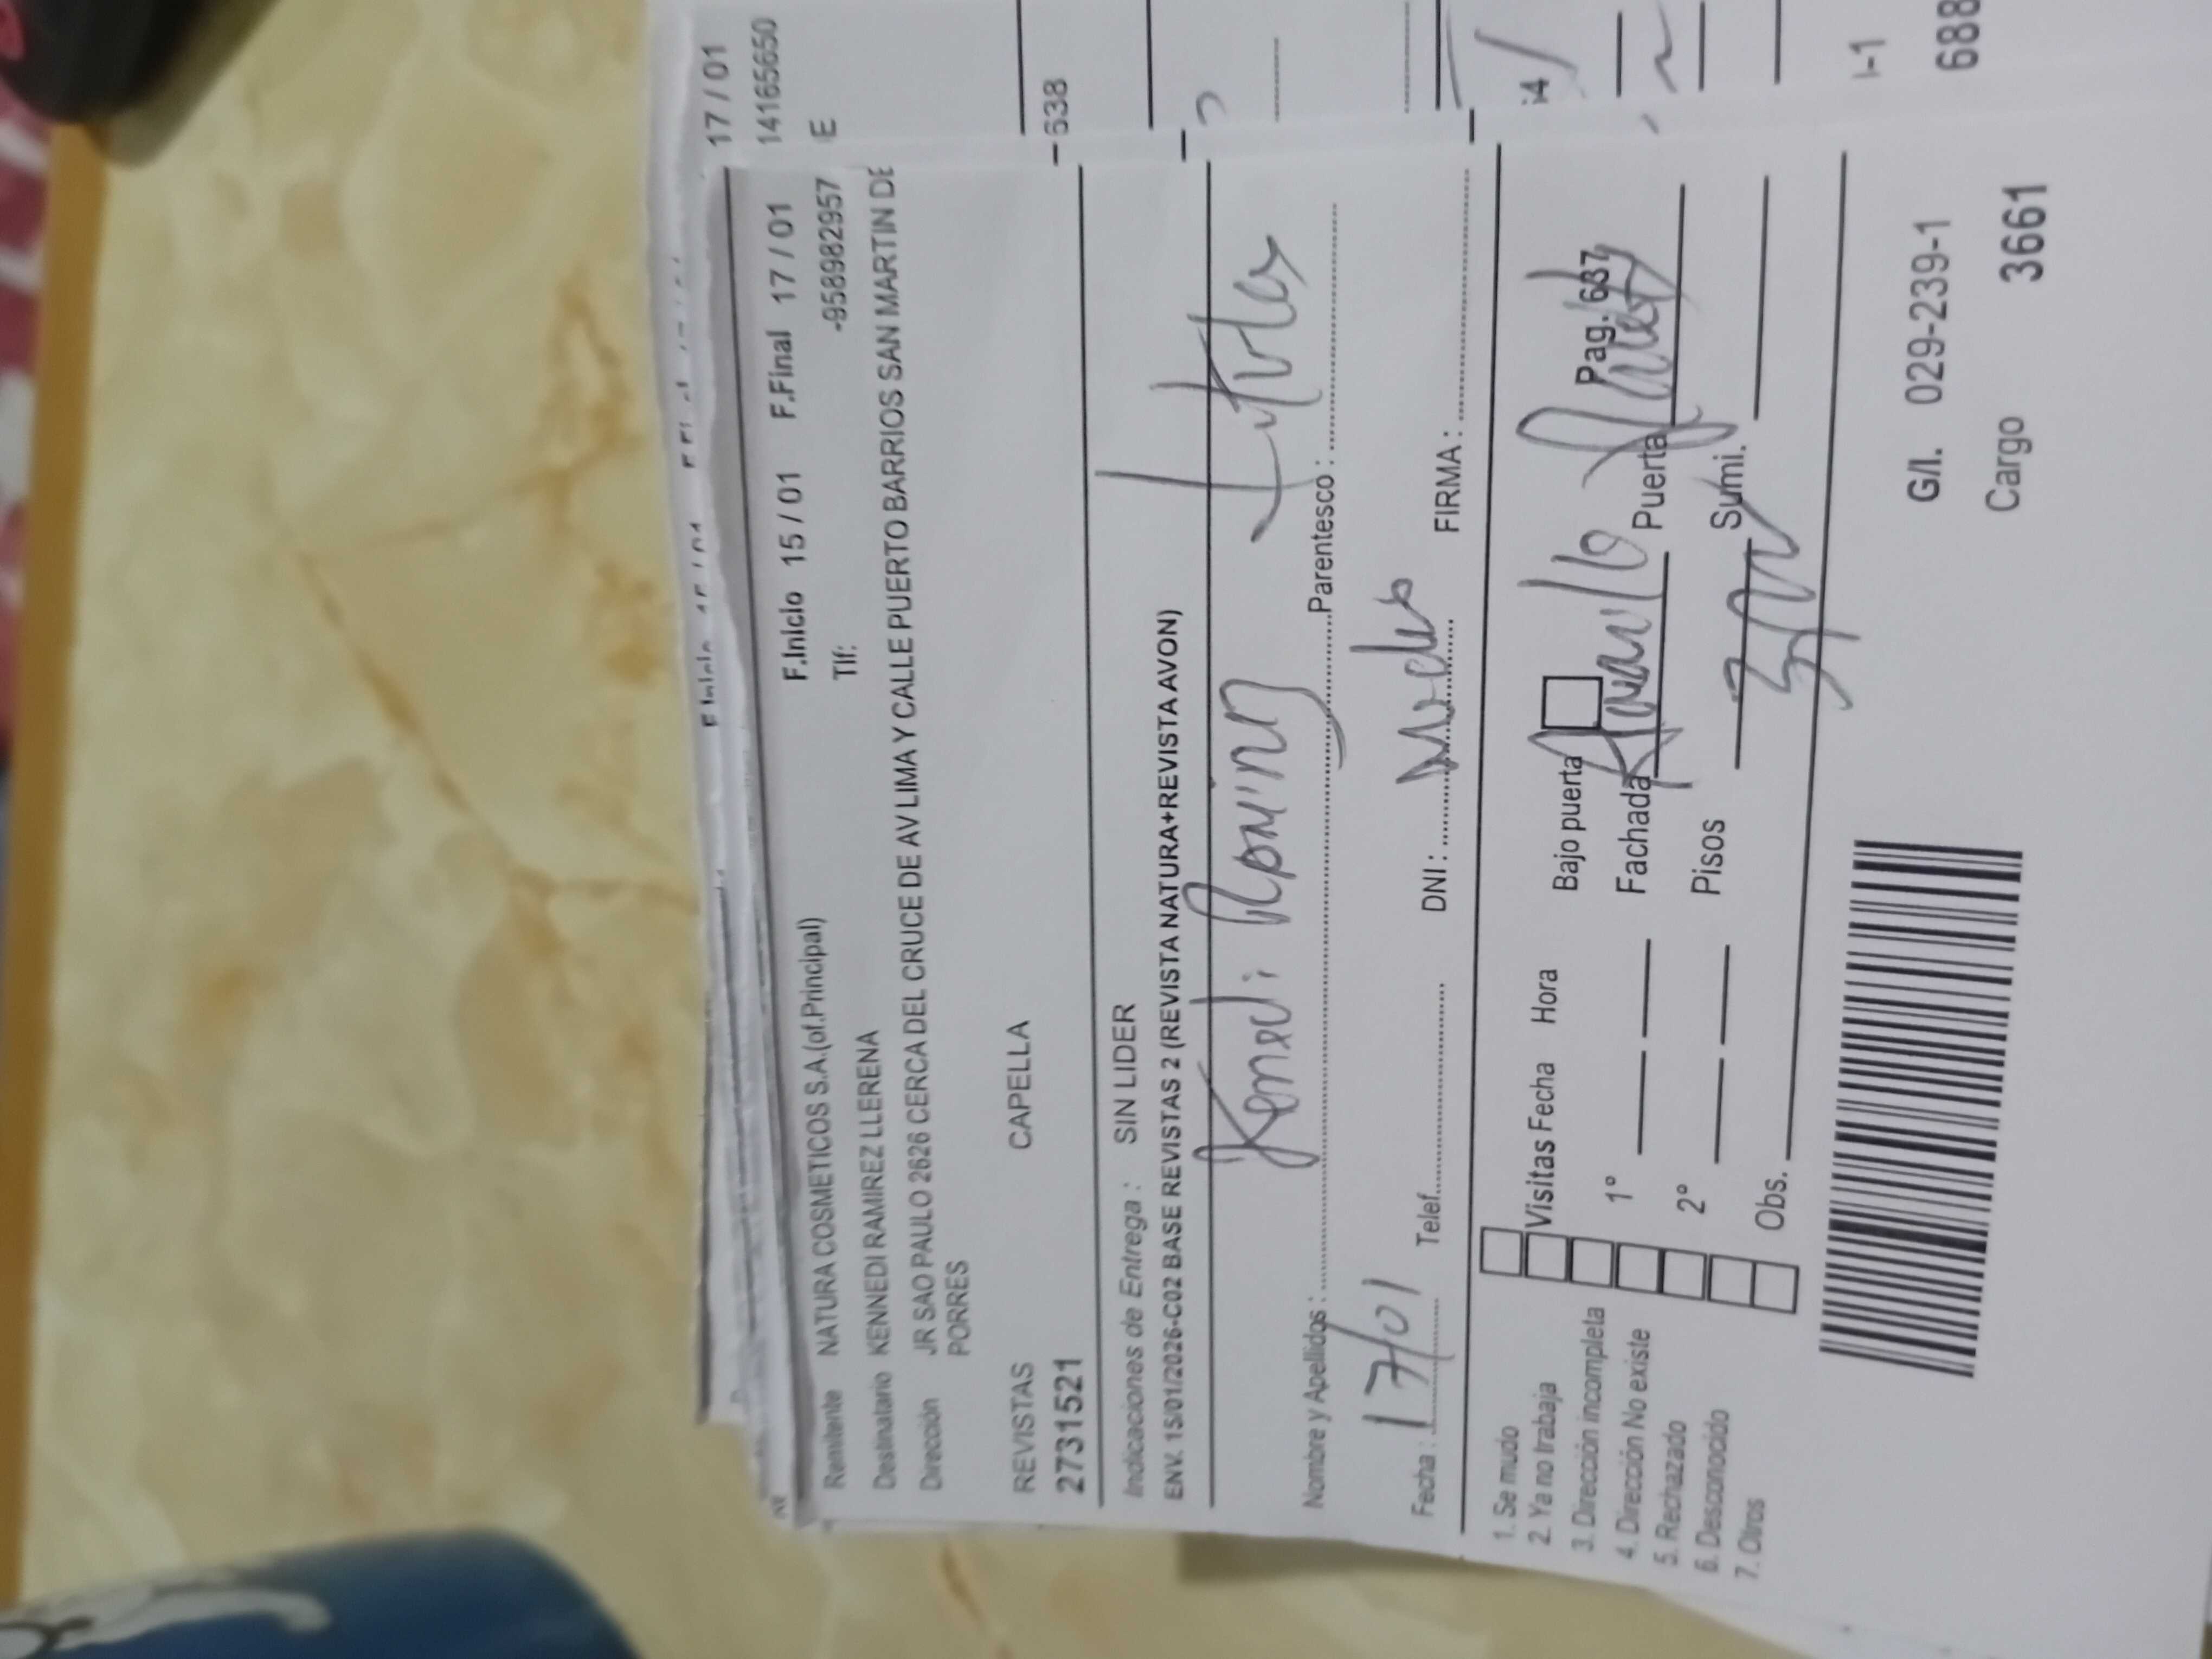 F.Inicio 15 / 01 F.Final 17 / 01
17 / 01
Remitente NATURA COSMETICOS S.A.(of.Principal) Tlf: -958982957
14165650
Destinatario KENNEDI RAMIREZ LLERENA
E
Dirección JR SAO PAULO 2626 CERCA DEL CRUCE DE AV LIMA Y CALLE PUERTO BARRIOS SAN MARTIN DE
PORRES
REVISTAS CAPELLA
27315​21
-638
Indicaciones de Entrega : SIN LIDER
ENV. 15/01/2026-C02 BASE REVISTAS 2 (REVISTA NATURA+REVISTA AVON)
Nombre y Apellidos : Kenedi Parentesco :
Fecha : 17/01 Telef. DNI : FIRMA :
1. Se mudo
2. Ya no trabaja
3. Dirección incompleta
4. Dirección No existe
5. Rechazado
6. Desconocido
7. Otros
Visitas Fecha Hora Bajo puerta Pag. 637
1° Fachada Puerta
2° Pisos Sumi.
Obs.
G/I. 029-239-1
Cargo 3661
I-1
688